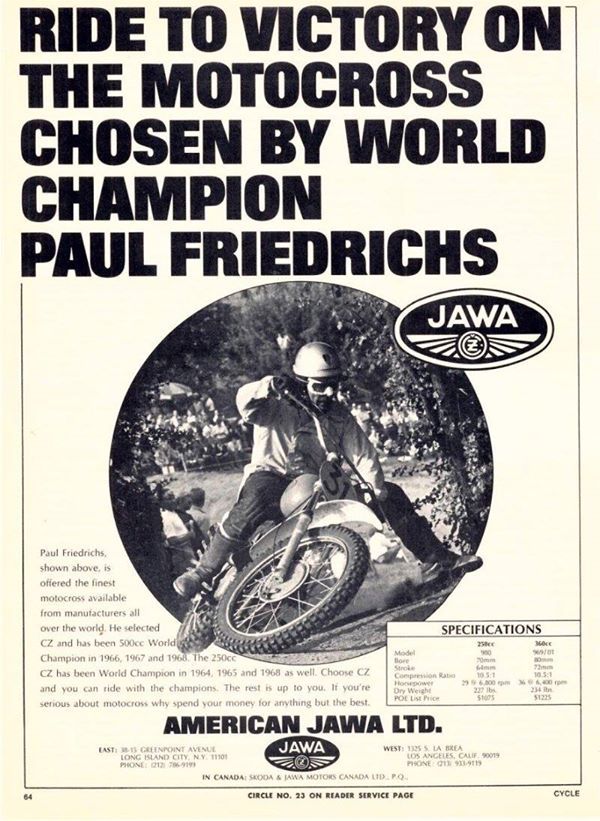 RIDE TO VICTORY ON
THE MOTOCROSS
CHOSEN BY WORLD
CHAMPION
PAUL FRIEDRICHS
JAWA
CZ
Paul Friedrichs,
shown above, is
offered the finest
motocross available
from manufacturers all
over the world. He selected
CZ and has been 500cc World
Champion in 1966, 1967 and 1968. The 250cc
CZ has been World Champion in 1964, 1965 and 1968 as well. Choose CZ
and you can ride with the champions. The rest is up to you. If you're
serious about motocross why spend your money for anything but the best.
SPECIFICATIONS
250cc 360cc
Model 980 969/01
Bore 70mm 80mm
Stroke 64mm 72mm
Compression Ratio 10.5:1 10.5:1
Horsepower 29 @ 6,800 rpm 36 @ 6,400 rpm
Dry Weight 227 lbs. 234 lbs.
POE List Price $1075 $1225
AMERICAN JAWA LTD.
EAST: 38-15 GREENPOINT AVENUE
LONG ISLAND CITY, N.Y. 11101
PHONE: (212) 786-9199
JAWA
WEST: 1325 S. LA BREA
LOS ANGELES, CALIF. 90019
PHONE: (213) 933-9119
IN CANADA: SKODA & JAWA MOTORS CANADA LTD., P.Q.,
64
CIRCLE NO. 23 ON READER SERVICE PAGE
CYCLE